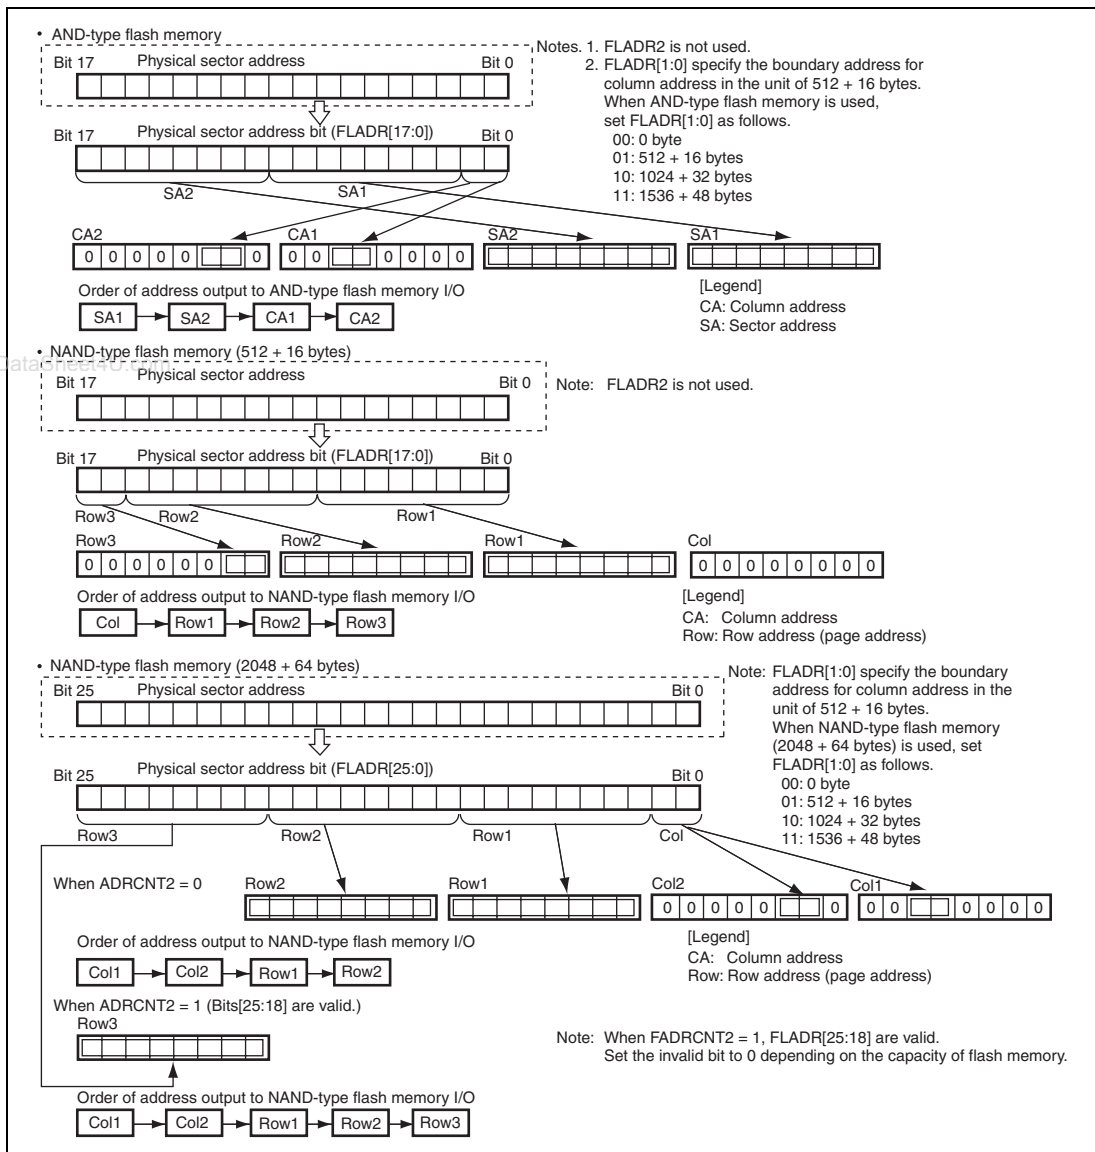 • AND-type flash memory
Bit 17 Physical sector address Bit 0
Notes. 1. FLADR2 is not used.
2. FLADR[1:0] specify the boundary address for
column address in the unit of 512 + 16 bytes.
When AND-type flash memory is used,
set FLADR[1:0] as follows.
00: 0 byte
01: 512 + 16 bytes
10: 1024 + 32 bytes
11: 1536 + 48 bytes
Bit 17 Physical sector address bit (FLADR[17:0]) Bit 0
SA2 SA1
CA2 CA1 SA2 SA1
0 0 0 0 0 0 0 0 0 0 0 0
Order of address output to AND-type flash memory I/O
SA1 SA2 CA1 CA2
[Legend]
CA: Column address
SA: Sector address
DataSheet4U.com
• NAND-type flash memory (512 + 16 bytes)
Bit 17 Physical sector address Bit 0
Note: FLADR2 is not used.
Bit 17 Physical sector address bit (FLADR[17:0]) Bit 0
Row3 Row2 Row1
Row3 Row2 Row1 Col
0 0 0 0 0 0 0 0 0 0 0 0 0 0
Order of address output to NAND-type flash memory I/O
Col Row1 Row2 Row3
[Legend]
CA: Column address
Row: Row address (page address)
• NAND-type flash memory (2048 + 64 bytes)
Bit 25 Physical sector address Bit 0
Note: FLADR[1:0] specify the boundary
address for column address in the
unit of 512 + 16 bytes.
When NAND-type flash memory
(2048 + 64 bytes) is used, set
FLADR[1:0] as follows.
00: 0 byte
01: 512 + 16 bytes
10: 1024 + 32 bytes
11: 1536 + 48 bytes
Bit 25 Physical sector address bit (FLADR[25:0]) Bit 0
Row3 Row2 Row1 Col
When ADRCNT2 = 0
Row2 Row1 Col2 Col1
0 0 0 0 0 0 0 0 0 0 0 0
Order of address output to NAND-type flash memory I/O
Col1 Col2 Row1 Row2
[Legend]
CA: Column address
Row: Row address (page address)
When ADRCNT2 = 1 (Bits[25:18] are valid.)
Row3
Note: When FADRCNT2 = 1, FLADR[25:18] are valid.
Set the invalid bit to 0 depending on the capacity of flash memory.
Order of address output to NAND-type flash memory I/O
Col1 Col2 Row1 Row2 Row3